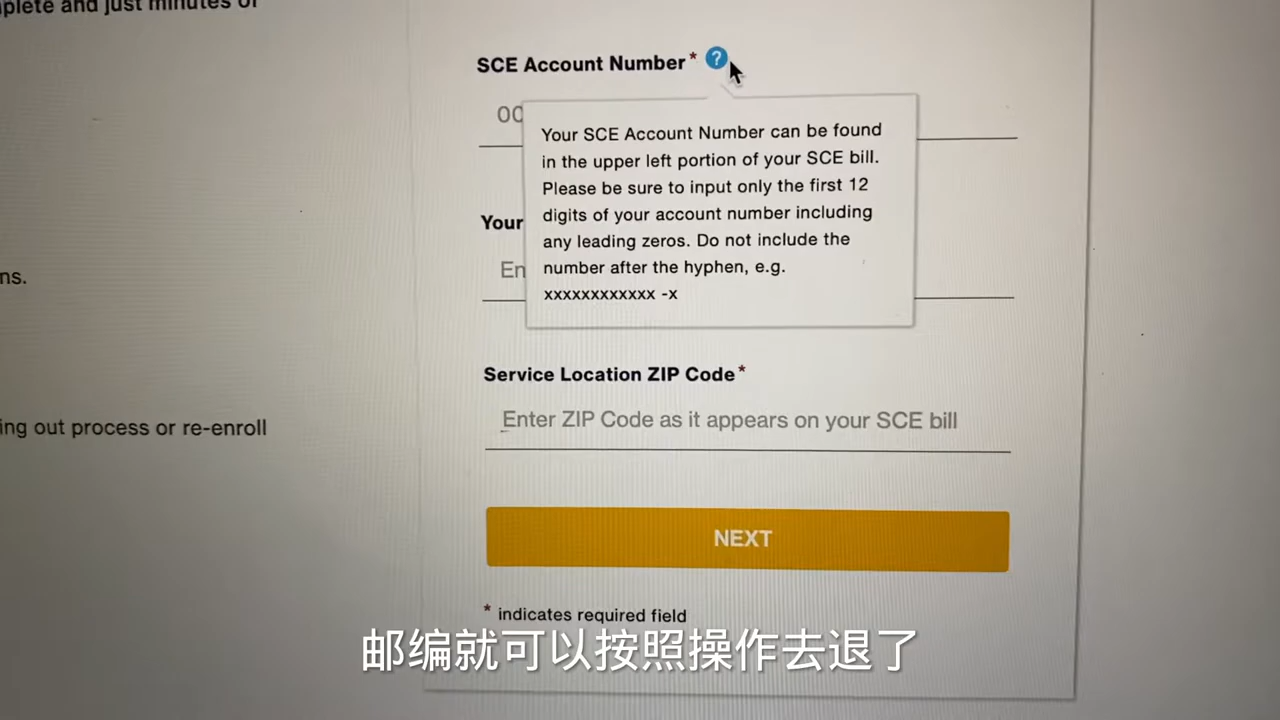 plete and just minutes of
SCE Account Number* ?
00
Your SCE Account Number can be found
in the upper left portion of your SCE bill.
Please be sure to input only the first 12
digits of your account number including
any leading zeros. Do not include the
number after the hyphen, e.g.
xxxxxxxxxxxx -x
Your
En
ns.
Service Location ZIP Code*
Enter ZIP Code as it appears on your SCE bill
ing out process or re-enroll
NEXT
* indicates required field
邮编就可以按照操作去退了